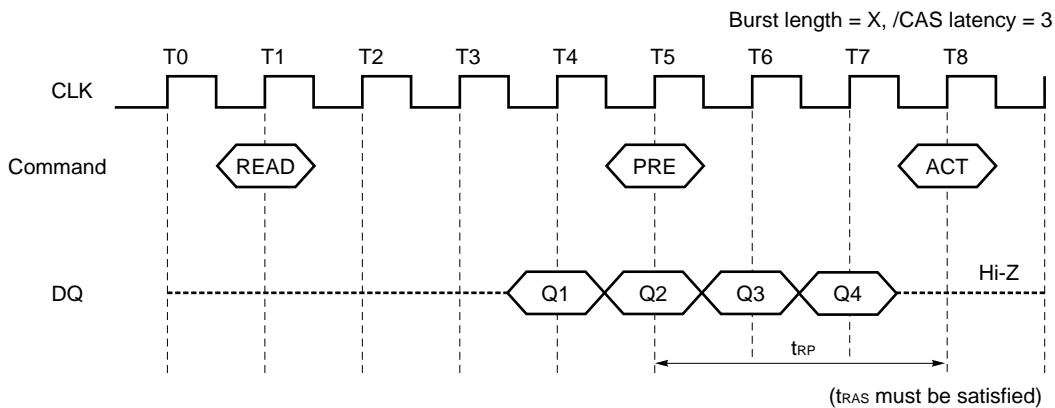 Burst length = X, /CAS latency = 3
T0 T1 T2 T3 T4 T5 T6 T7 T8
CLK
Command READ PRE ACT
Hi-Z
DQ Q1 Q2 Q3 Q4
tRP
(tRAS must be satisfied)